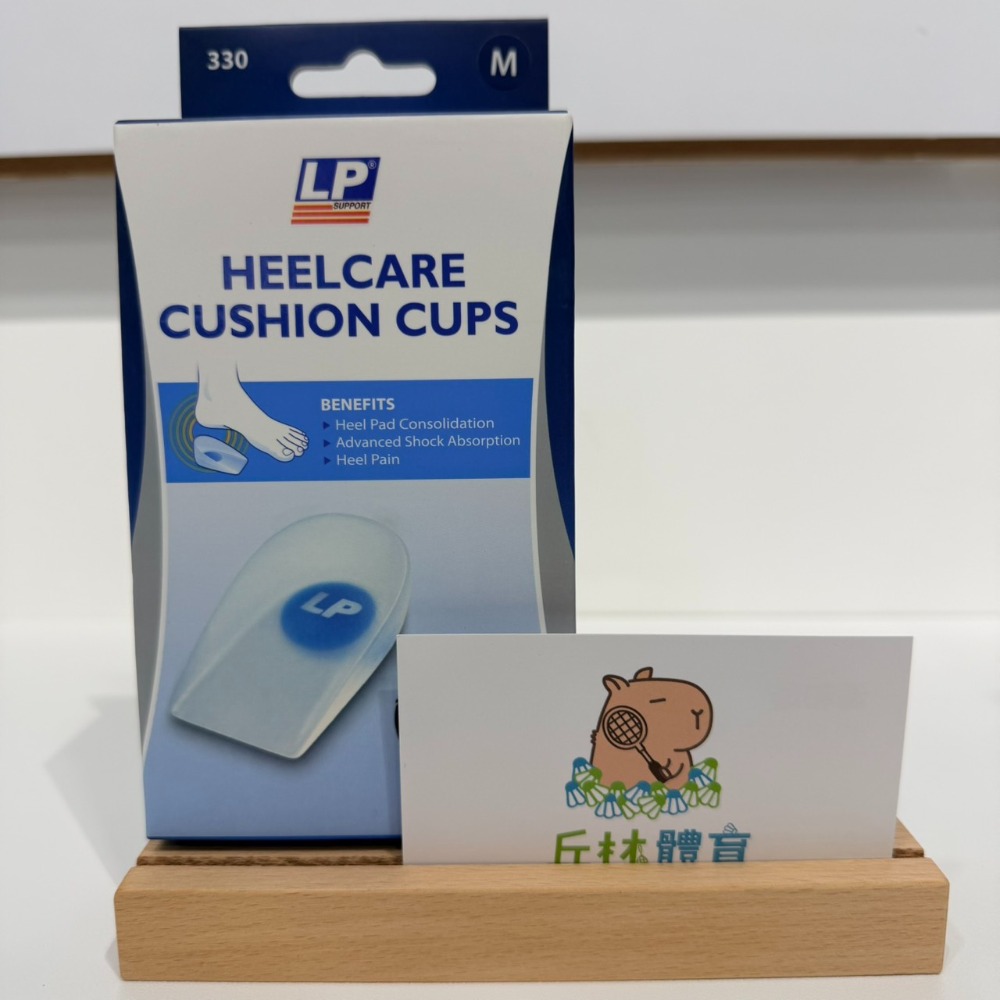 330
M
LP®
SUPPORT
HEELCARE
CUSHION CUPS
BENEFITS
Heel Pad Consolidation
Advanced Shock Absorption
Heel Pain
LP
丘林體育